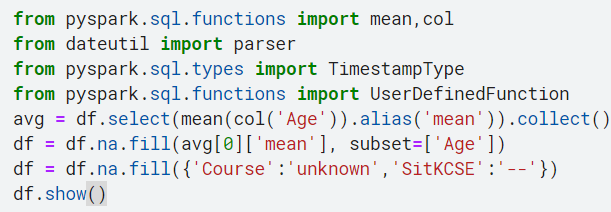 from pyspark.sql.functions import mean,col
from dateutil import parser
from pyspark.sql.types import TimestampType
from pyspark.sql.functions import UserDefinedFunction
avg = df.select(mean(col('Age')).alias('mean')).collect()
df = df.na.fill(avg[0]['mean'], subset=['Age'])
df = df.na.fill({'Course':'unknown','SitKCSE':'--'})
df.show()